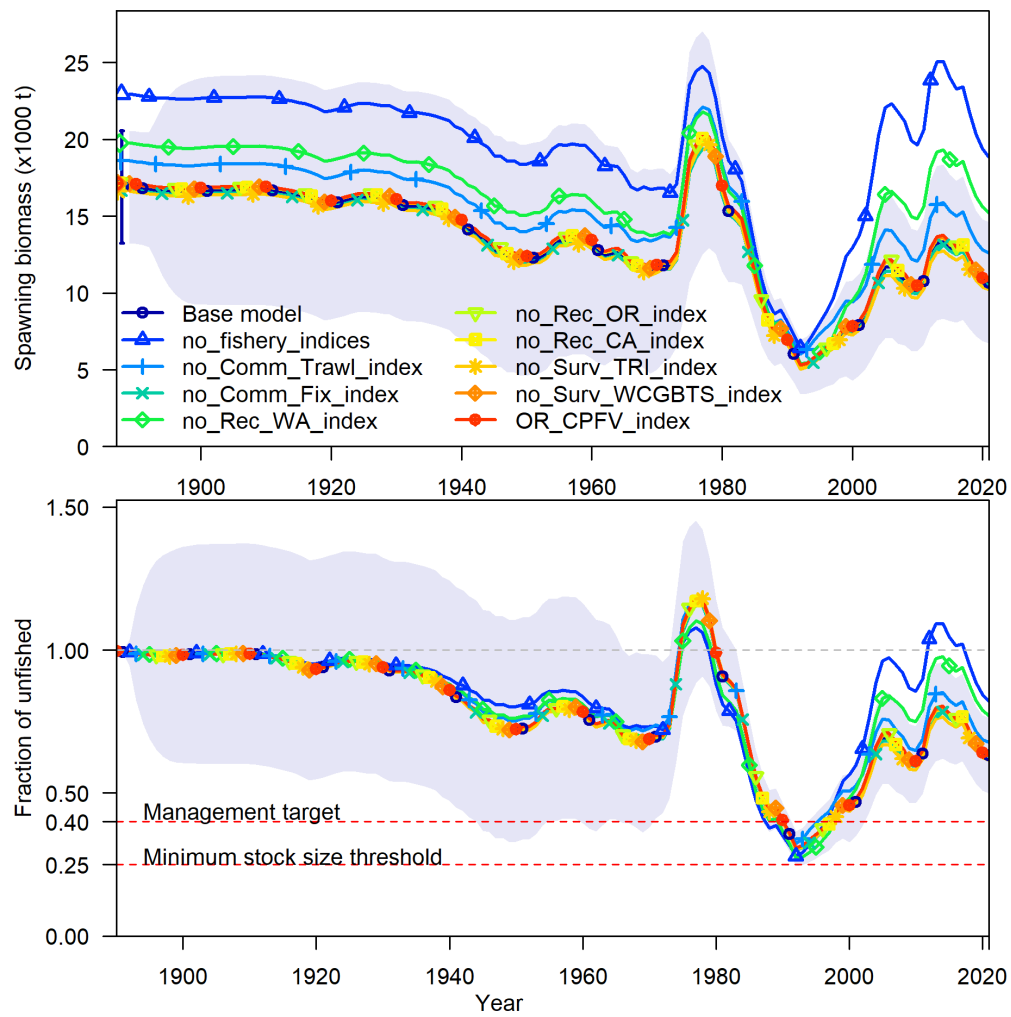 Spawning biomass (x1000 t)
25
20
15
10
5
0
Base model
no_fishery_indices
no_Comm_Trawl_index
no_Comm_Fix_index
no_Rec_WA_index
no_Rec_OR_index
no_Rec_CA_index
no_Surv_TRI_index
no_Surv_WCGBTS_index
OR_CPFV_index
1900 1920 1940 1960 1980 2000 2020
Fraction of unfished
1.50
1.00
0.50
0.40
0.25
0.00
Management target
Minimum stock size threshold
1900 1920 1940 1960 1980 2000 2020
Year